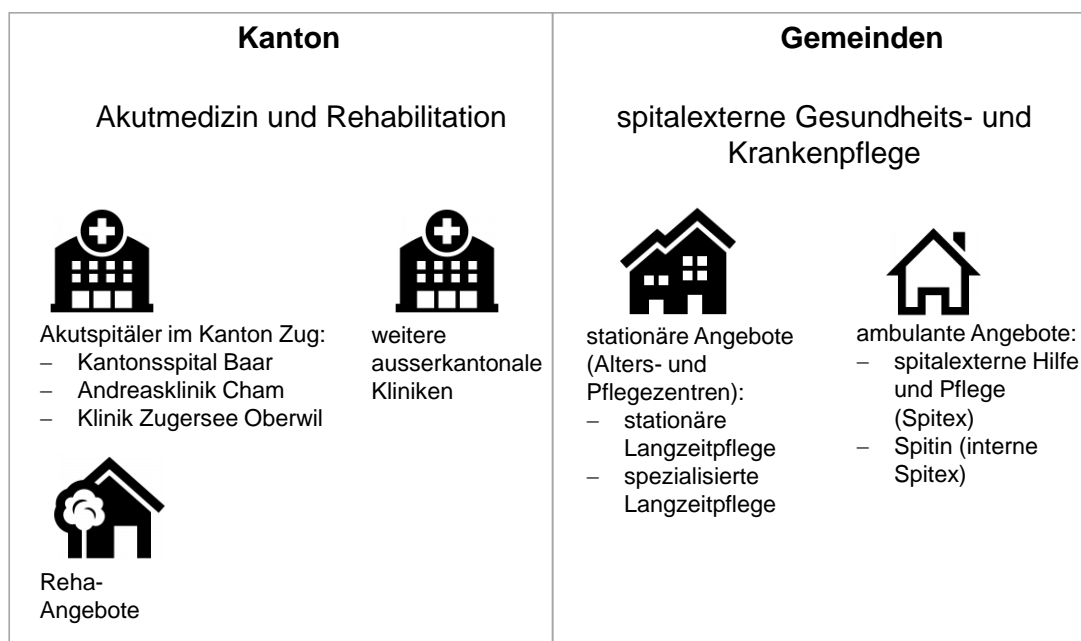 Kanton
Akutmedizin und Rehabilitation
Akutspitäler im Kanton Zug:
– Kantonsspital Baar
– Andreasklinik Cham
– Klinik Zugersee Oberwil
weitere
ausserkantonale
Kliniken
Reha-
Angebote
Gemeinden
spitalexterne Gesundheits- und
Krankenpflege
stationäre Angebote
(Alters- und
Pflegezentren):
– stationäre
Langzeitpflege
– spezialisierte
Langzeitpflege
ambulante Angebote:
– spitalexterne Hilfe
und Pflege
(Spitex)
– Spitin (interne
Spitex)